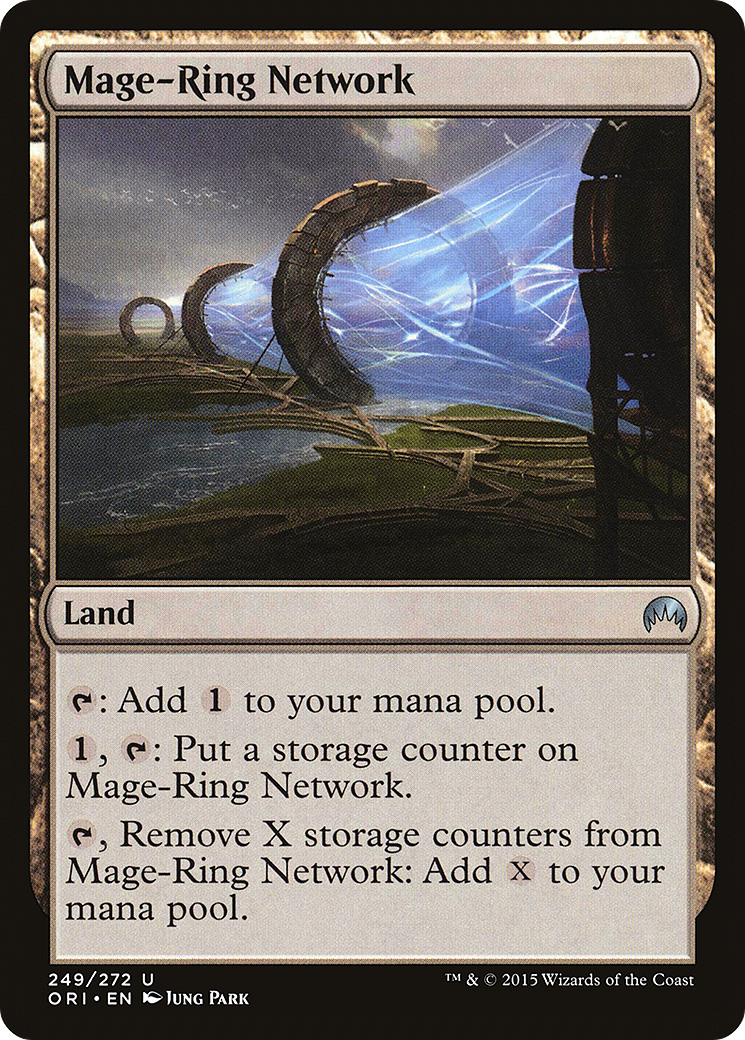 Mage-Ring Network
Land
: Add 1 to your mana pool.
1, : Put a storage counter on
Mage-Ring Network.
, Remove X storage counters from
Mage-Ring Network: Add X to your
mana pool.
249/272 U
ORI • EN Jung Park
™ & © 2015 Wizards of the Coast